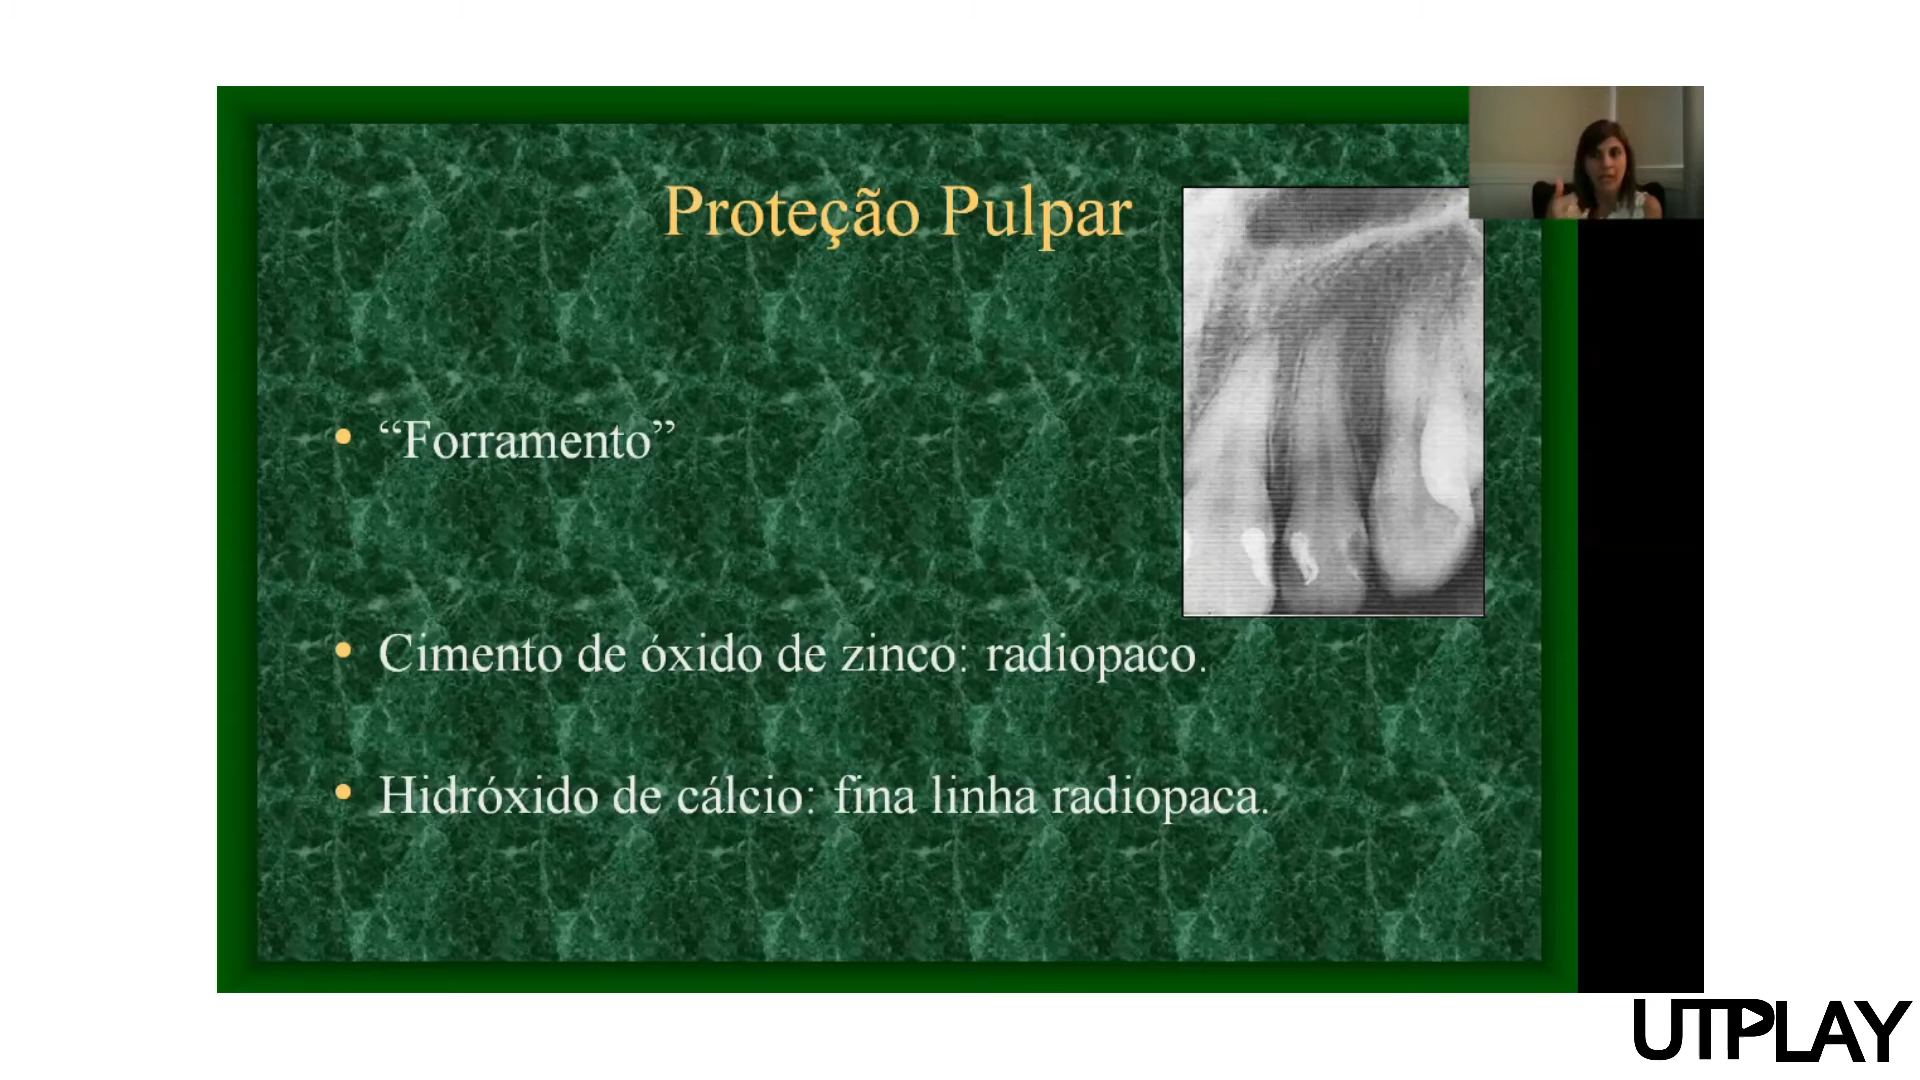 Proteção Pulpar
• “Forramento”
• Cimento de óxido de zinco: radiopaco.
• Hidróxido de cálcio: fina linha radiopaca.
UTPLAY